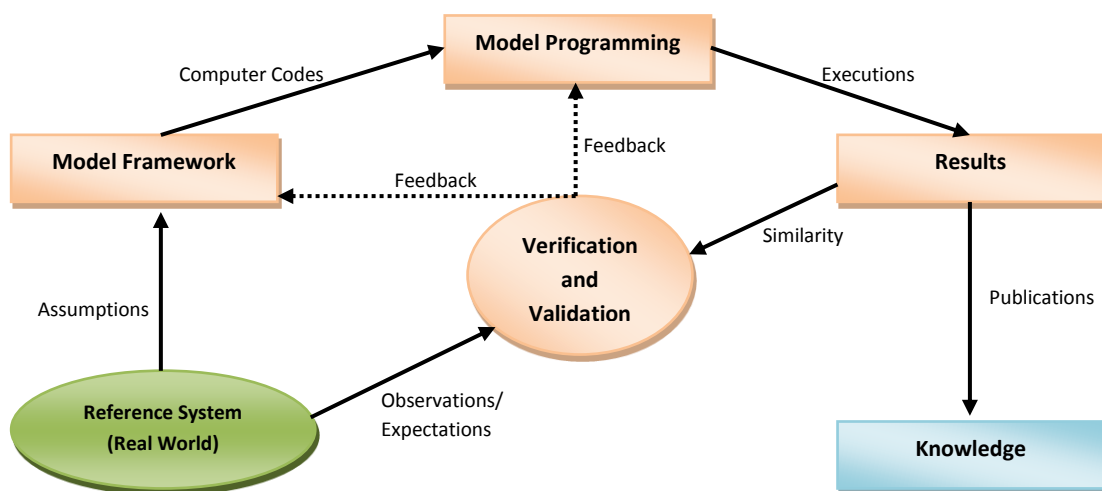 Model Programming
Computer Codes
Executions
Feedback
Model Framework
Results
Feedback
Verification
and
Validation
Similarity
Assumptions
Publications
Reference System
(Real World)
Observations/
Expectations
Knowledge